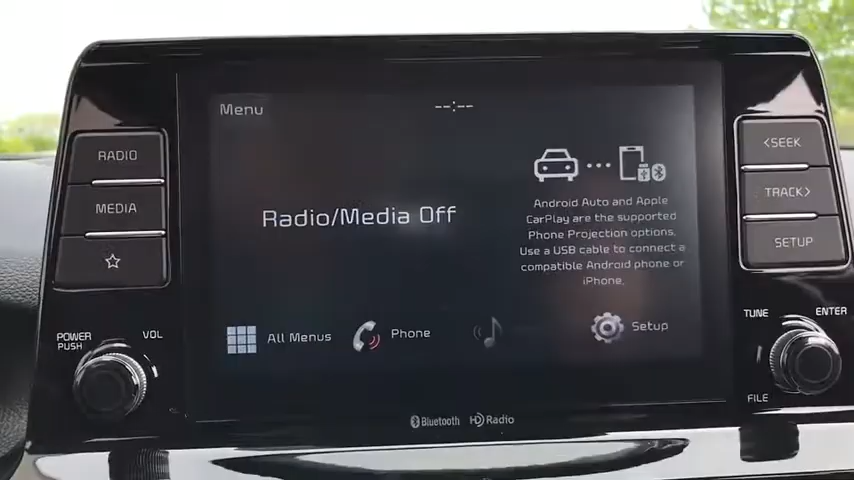 Menu
--:--
RADIO
MEDIA
<SEEK
TRACK>
SETUP
Radio/Media Off
Android Auto and Apple
CarPlay are the supported
Phone Projection options.
Use a USB cable to connect a
compatible Android phone or
iPhone.
All Menus
Phone
Setup
POWER
PUSH
VOL
TUNE
ENTER
FILE
Bluetooth
HD Radio